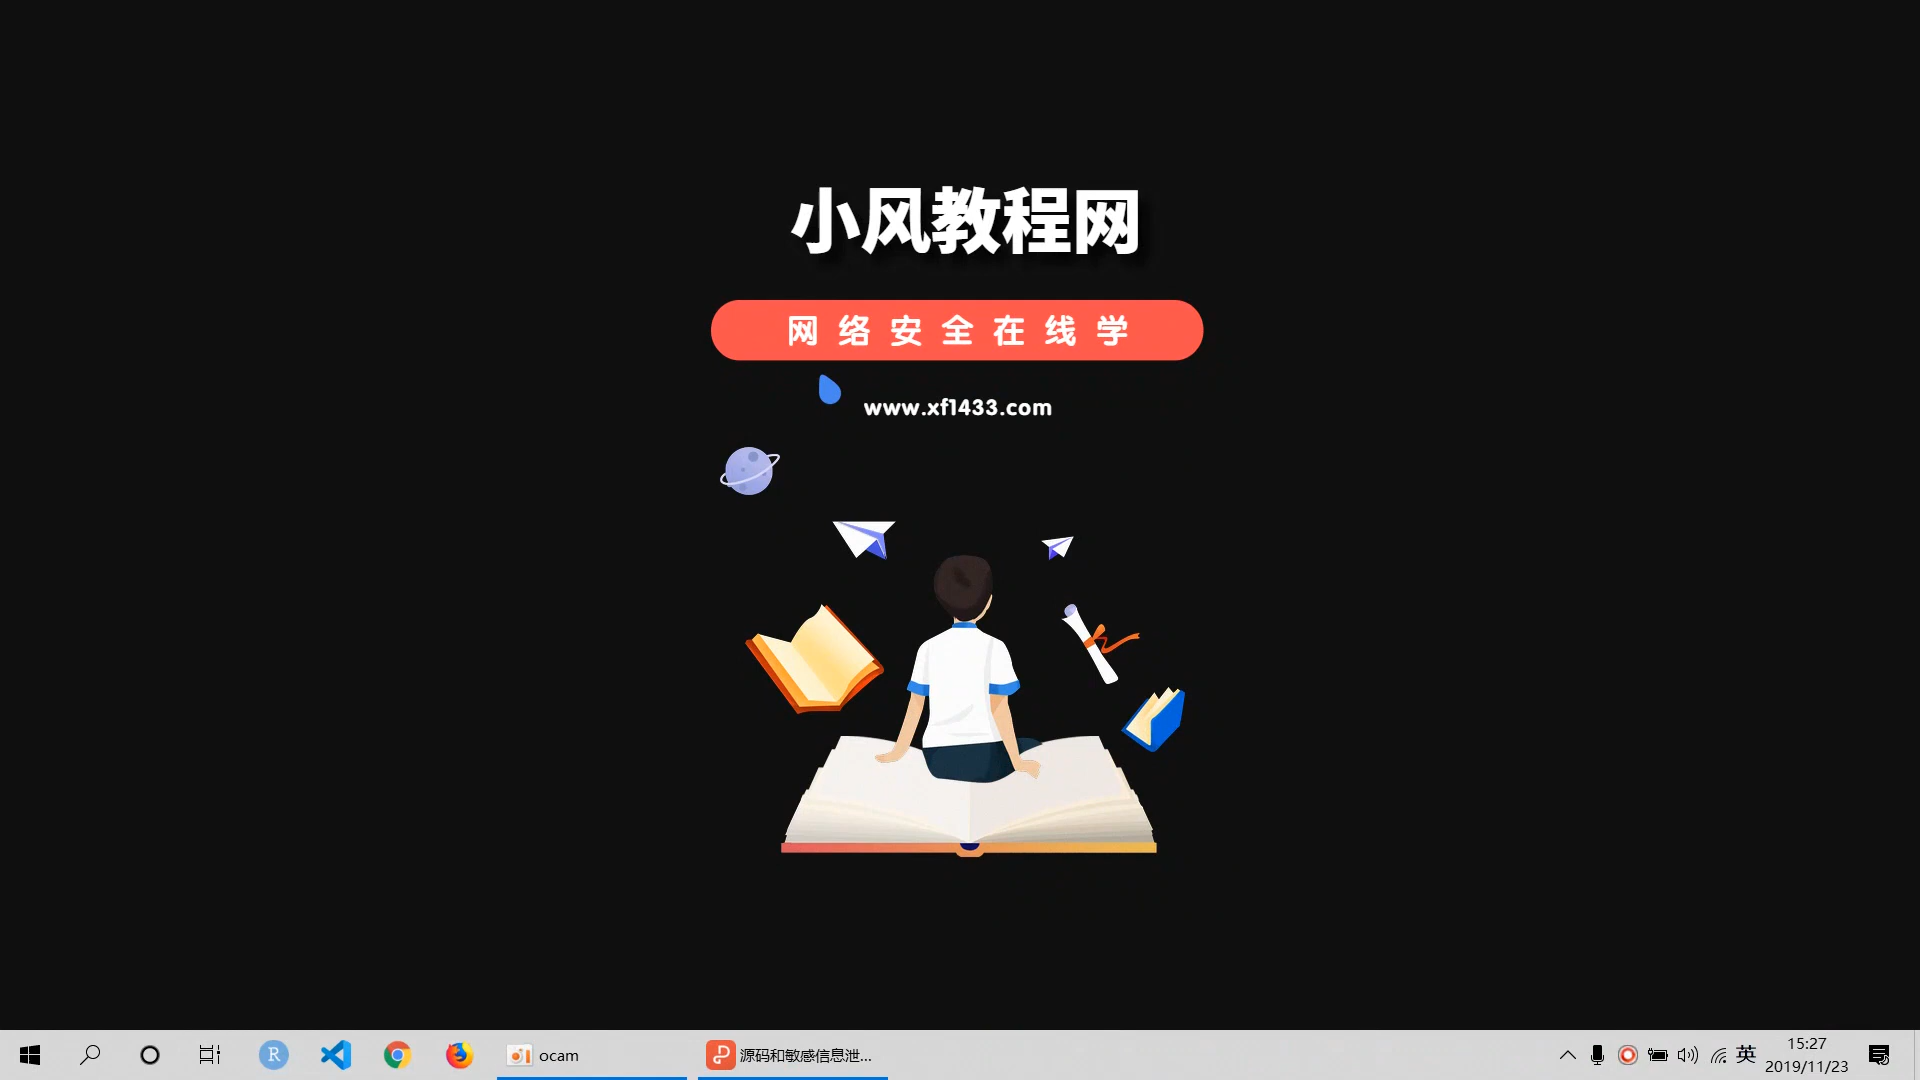 小风教程网
网络安全在线学
www.xf1433.com
R
ocam
源码和敏感信息泄...
英
15:27
2019/11/23